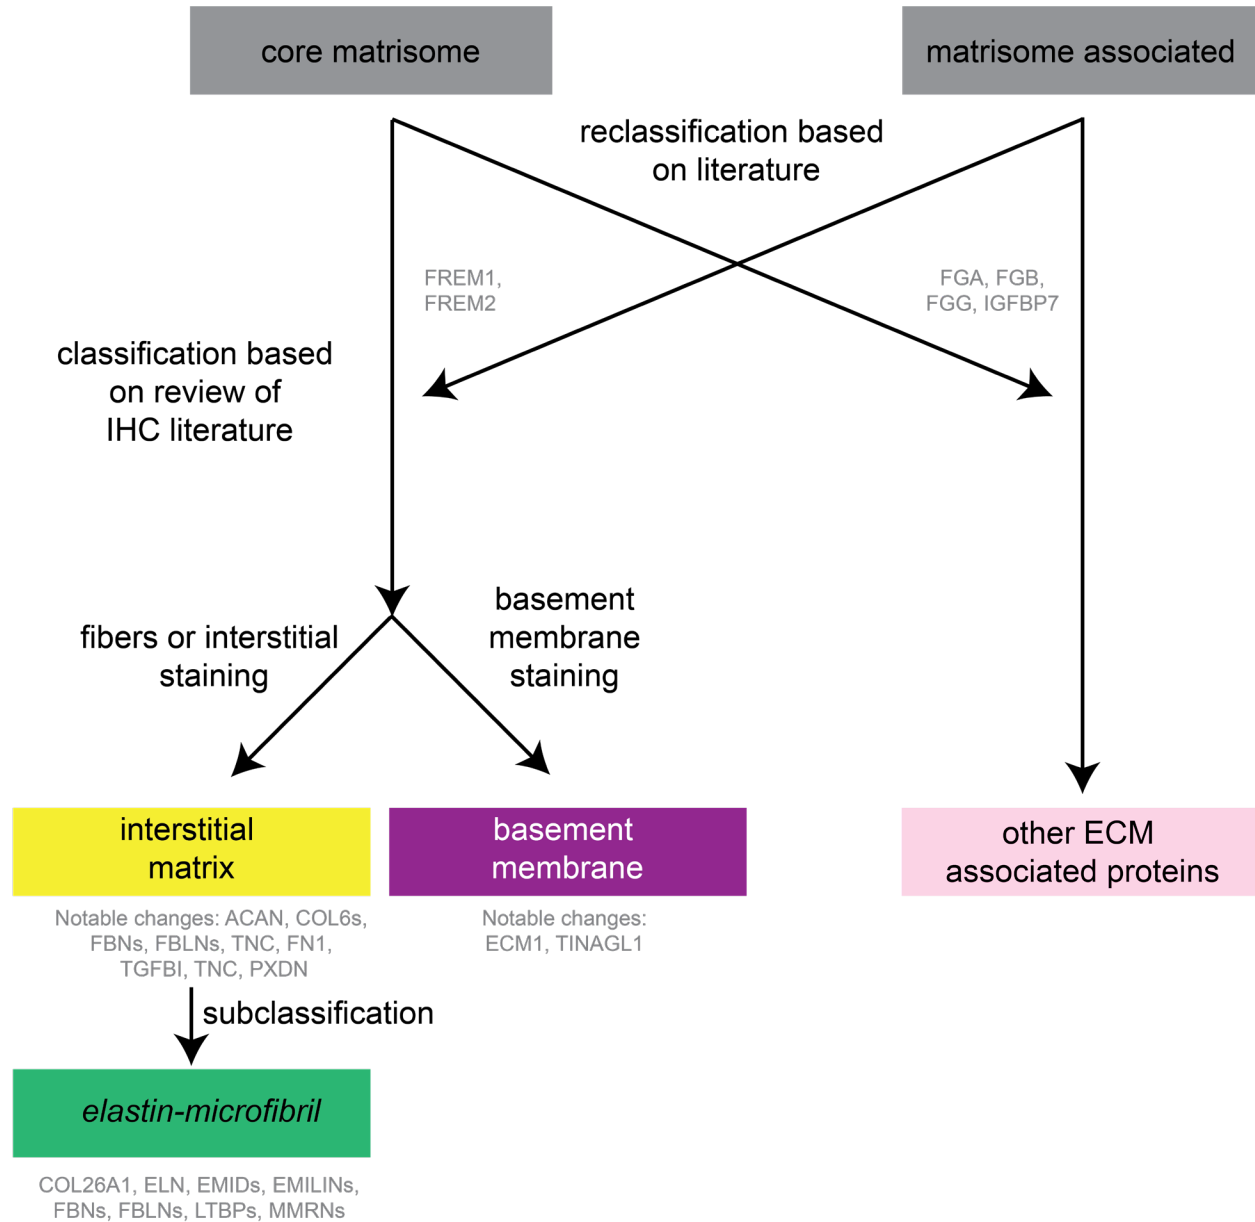 core matrisome
matrisome associated
reclassification based
on literature
FREM1,
FREM2
FGA, FGB,
FGG, IGFBP7
classification based
on review of
IHC literature
fibers or interstitial
staining
basement
membrane
staining
interstitial
matrix
basement
membrane
other ECM
associated proteins
Notable changes: ACAN, COL6s,
FBNs, FBLNs, TNC, FN1,
TGFBI, TNC, PXDN
Notable changes:
ECM1, TINAGL1
subclassification
elastin-microfibril
COL26A1, ELN, EMIDs, EMILINs,
FBNs, FBLNs, LTBPs, MMRNs